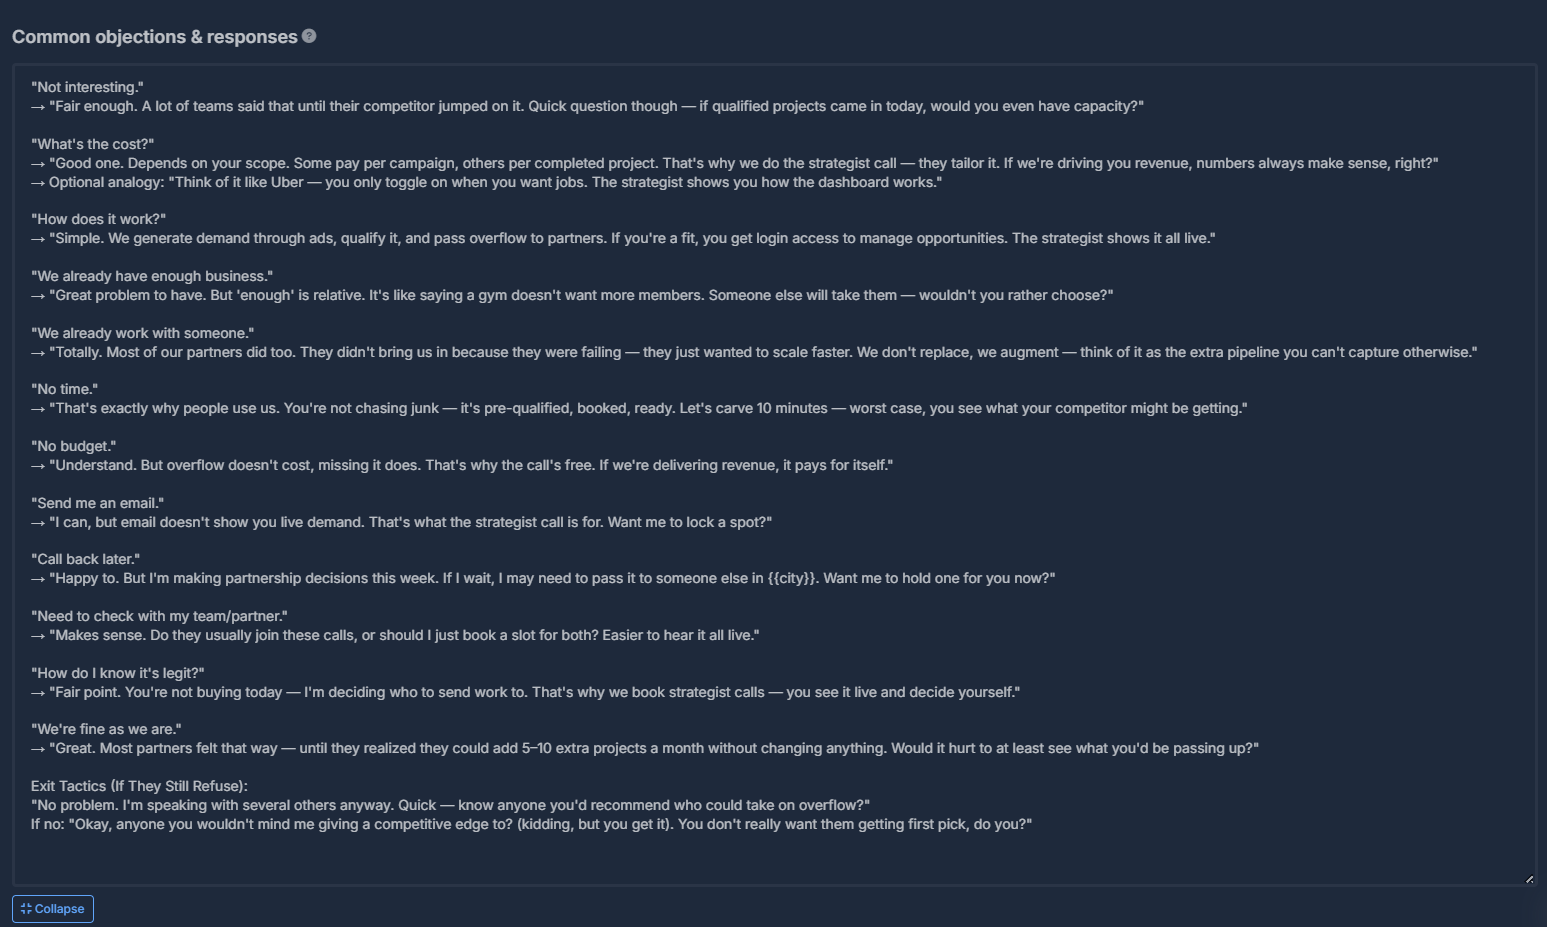 Common objections & responses ?
"Not interesting."
→ "Fair enough. A lot of teams said that until their competitor jumped on it. Quick question though — if qualified projects came in today, would you even have capacity?"
"What's the cost?"
→ "Good one. Depends on your scope. Some pay per campaign, others per completed project. That's why we do the strategist call — they tailor it. If we're driving you revenue, numbers always make sense, right?"
→ Optional analogy: "Think of it like Uber — you only toggle on when you want jobs. The strategist shows you how the dashboard works."
"How does it work?"
→ "Simple. We generate demand through ads, qualify it, and pass overflow to partners. If you're a fit, you get login access to manage opportunities. The strategist shows it all live."
"We already have enough business."
→ "Great problem to have. But 'enough' is relative. It's like saying a gym doesn't want more members. Someone else will take them — wouldn't you rather choose?"
"We already work with someone."
→ "Totally. Most of our partners did too. They didn't bring us in because they were failing — they just wanted to scale faster. We don't replace, we augment — think of it as the extra pipeline you can't capture otherwise."
"No time."
→ "That's exactly why people use us. You're not chasing junk — it's pre-qualified, booked, ready. Let's carve 10 minutes — worst case, you see what your competitor might be getting."
"No budget."
→ "Understand. But overflow doesn't cost, missing it does. That's why the call's free. If we're delivering revenue, it pays for itself."
"Send me an email."
→ "I can, but email doesn't show you live demand. That's what the strategist call is for. Want me to lock a spot?"
"Call back later."
→ "Happy to. But I'm making partnership decisions this week. If I wait, I may need to pass it to someone else in {{city}}. Want me to hold one for you now?"
"Need to check with my team/partner."
→ "Makes sense. Do they usually join these calls, or should I just book a slot for both? Easier to hear it all live."
"How do I know it's legit?"
→ "Fair point. You're not buying today — I'm deciding who to send work to. That's why we book strategist calls — you see it live and decide yourself."
"We're fine as we are."
→ "Great. Most partners felt that way — until they realized they could add 5–10 extra projects a month without changing anything. Would it hurt to at least see what you'd be passing up?"
Exit Tactics (If They Still Refuse):
"No problem. I'm speaking with several others anyway. Quick — know anyone you'd recommend who could take on overflow?"
If no: "Okay, anyone you wouldn't mind me giving a competitive edge to? (kidding, but you get it). You don't really want them getting first pick, do you?"
Collapse